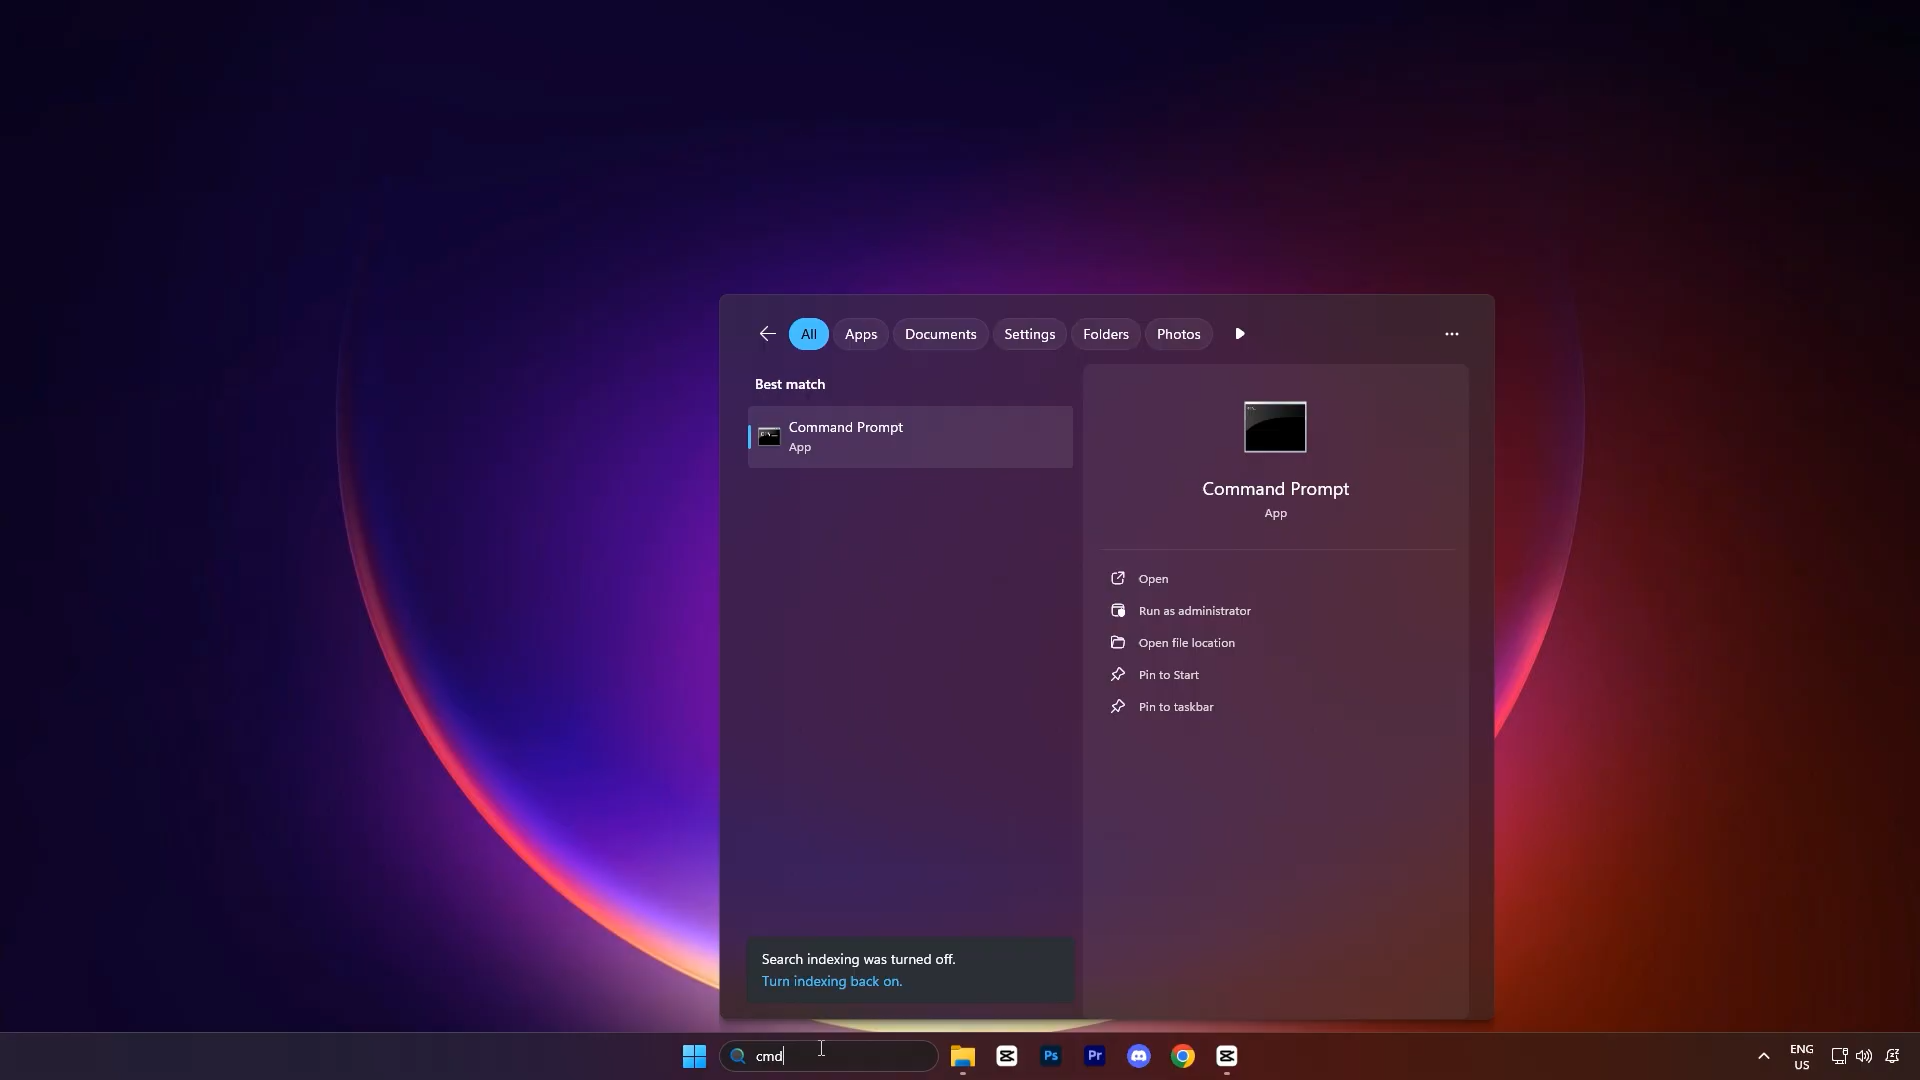 All
Apps
Documents
Settings
Folders
Photos
Best match
Command Prompt
App
Command Prompt
App
Open
Run as administrator
Open file location
Pin to Start
Pin to taskbar
Search indexing was turned off.
Turn indexing back on.
cmd
Ps
Pr
ENG
US